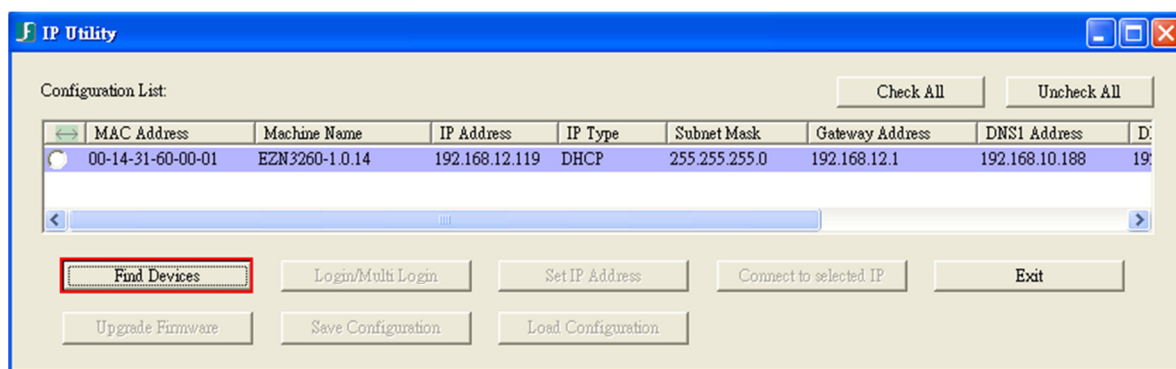 IP Utility
Configuration List:
Check All
Uncheck All
MAC Address Machine Name IP Address IP Type Subnet Mask Gateway Address DNS1 Address
00-14-31-60-00-01 EZN3260-1.0.14 192.168.12.119 DHCP 255.255.255.0 192.168.12.1 192.168.10.188
Find Devices Login/Multi Login Set IP Address Connect to selected IP Exit
Upgrade Firmware Save Configuration Load Configuration